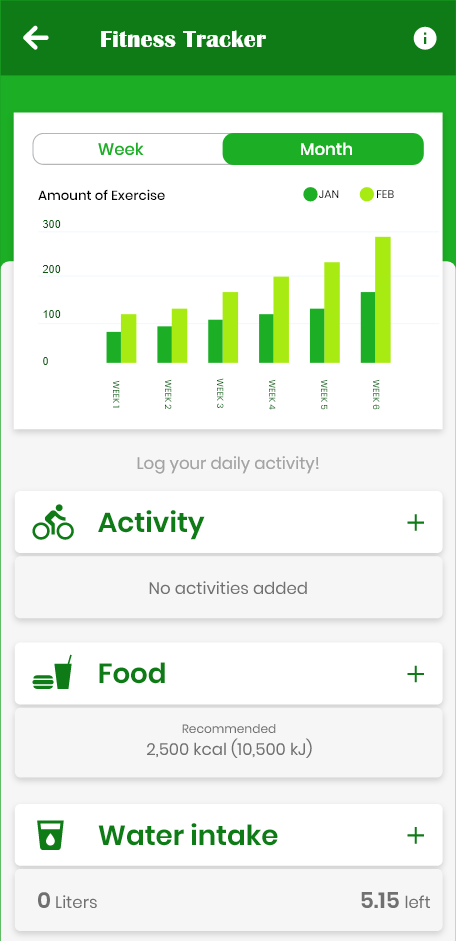 Fitness Tracker
Week Month
Amount of Exercise JAN FEB
300
200
100
0
WEEK 1 WEEK 2 WEEK 3 WEEK 4 WEEK 5 WEEK 6
Log your daily activity!
Activity +
No activities added
Food +
Recommended
2,500 kcal (10,500 kJ)
Water intake +
0 Liters 5.15 left